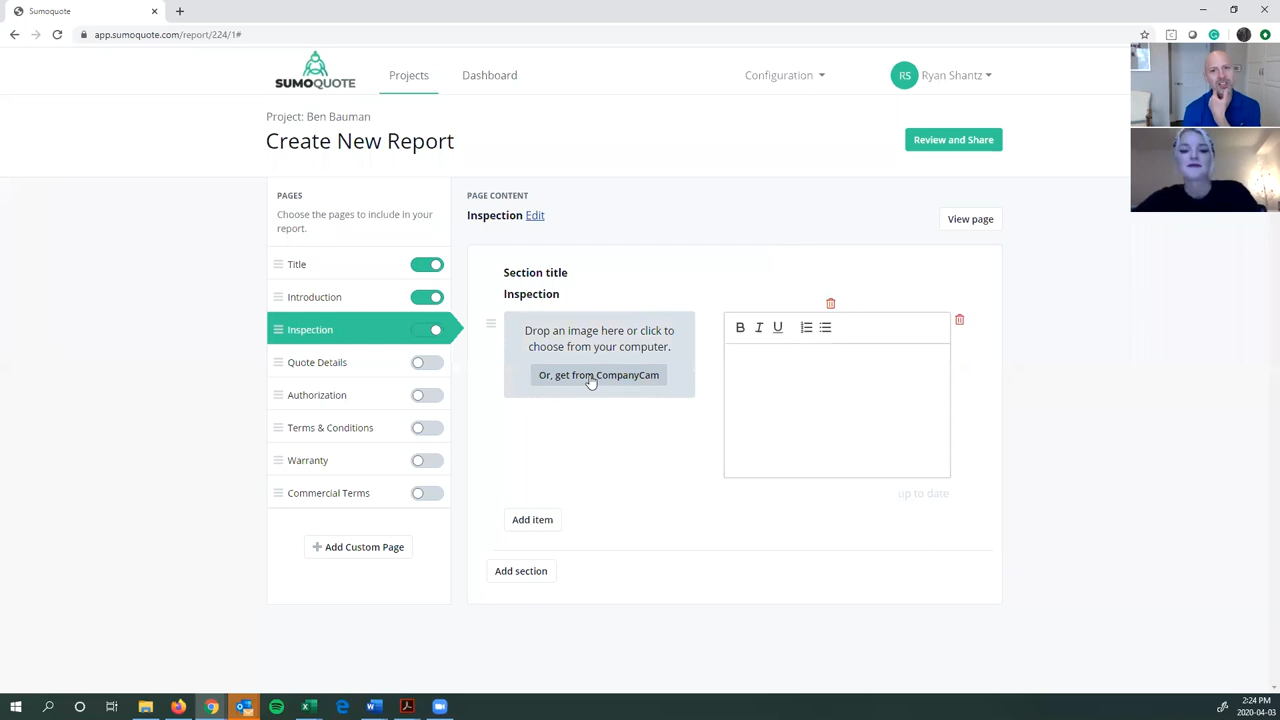 Sumoquote
app.sumoquote.com/report/224/1#
SUMOQUOTE
Projects
Dashboard
Configuration
RS
Ryan Shantz
Project: Ben Bauman
Create New Report
Review and Share
PAGES
Choose the pages to include in your
report.
Title
Introduction
Inspection
Quote Details
Authorization
Terms & Conditions
Warranty
Commercial Terms
Add Custom Page
PAGE CONTENT
Inspection Edit
View page
Section title
Inspection
Drop an image here or click to
choose from your computer.
Or, get from CompanyCam
B I U
up to date
Add item
Add section
2:24 PM
2020-04-03